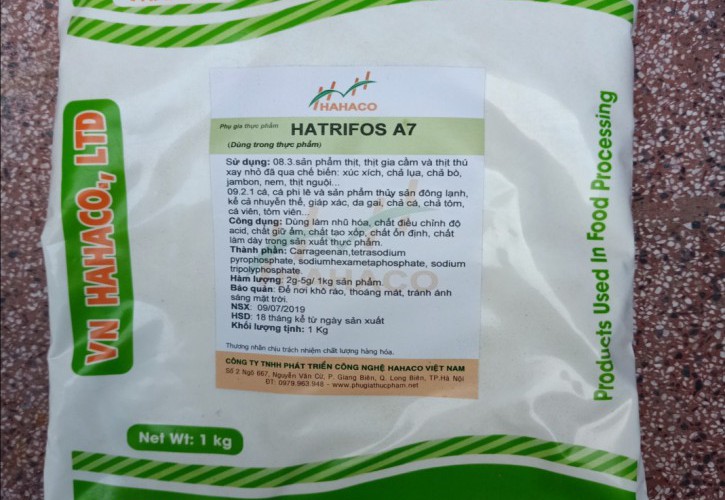 HAHACO
Phụ gia thực phẩm HATRIFOS A7
(Dùng trong thực phẩm)
Sử dụng: 08.3.sản phẩm thịt, thịt gia cầm và thịt thú
xay nhỏ đã qua chế biến: xúc xích, chả lụa, chả bò,
jambon, nem, thịt nguội...
09.2.1 cá, cá phi lê và sản phẩm thủy sản đông lạnh,
kể cả nhuyễn thể, giáp xác, da gai, chả cá, chả tôm,
cá viên, tôm viên...
Công dụng: Dùng làm nhũ hóa, chất điều chỉnh độ
acid, chất giữ ẩm, chất tạo xốp, chất ổn định, chất
làm dày trong sản xuất thực phẩm.
Thành phần: Carrageenan,tetrasodium
pyrophosphate, sodiumhexametaphosphate, sodium
tripolyphosphate.
Hàm lượng: 2g-5g/ 1kg sản phẩm.
Bảo quản: Để nơi khô ráo, thoáng mát, tránh ánh
sáng mặt trời.
NSX: 09/07/2019
HSD: 18 tháng kể từ ngày sản xuất
Khối lượng tịnh: 1 Kg
HAHACO
Thương nhân chịu trách nhiệm chất lượng hàng hóa.
CÔNG TY TNHH PHÁT TRIỂN CÔNG NGHỆ HAHACO VIỆT NAM
Số 2 Ngõ 667, Nguyễn Văn Cừ, P. Giang Biên, Q. Long Biên, TP.Hà Nội
ĐT: 0979.963.948 - www.phugiathucpham.net
VN HAHACO., LTD
Net Wt: 1 kg
Products Used In Food Processing